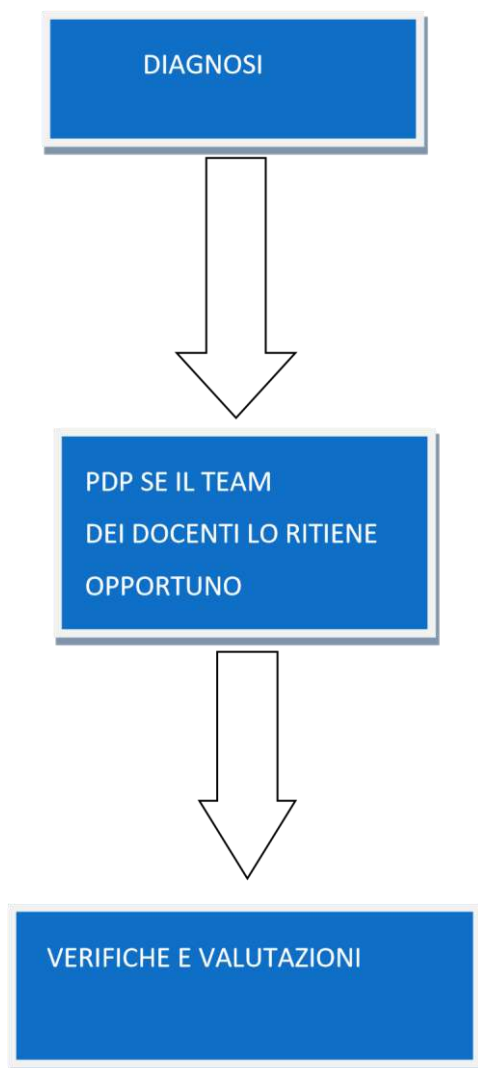 DIAGNOSI
PDP SE IL TEAM
DEI DOCENTI LO RITIENE
OPPORTUNO
VERIFICHE E VALUTAZIONI